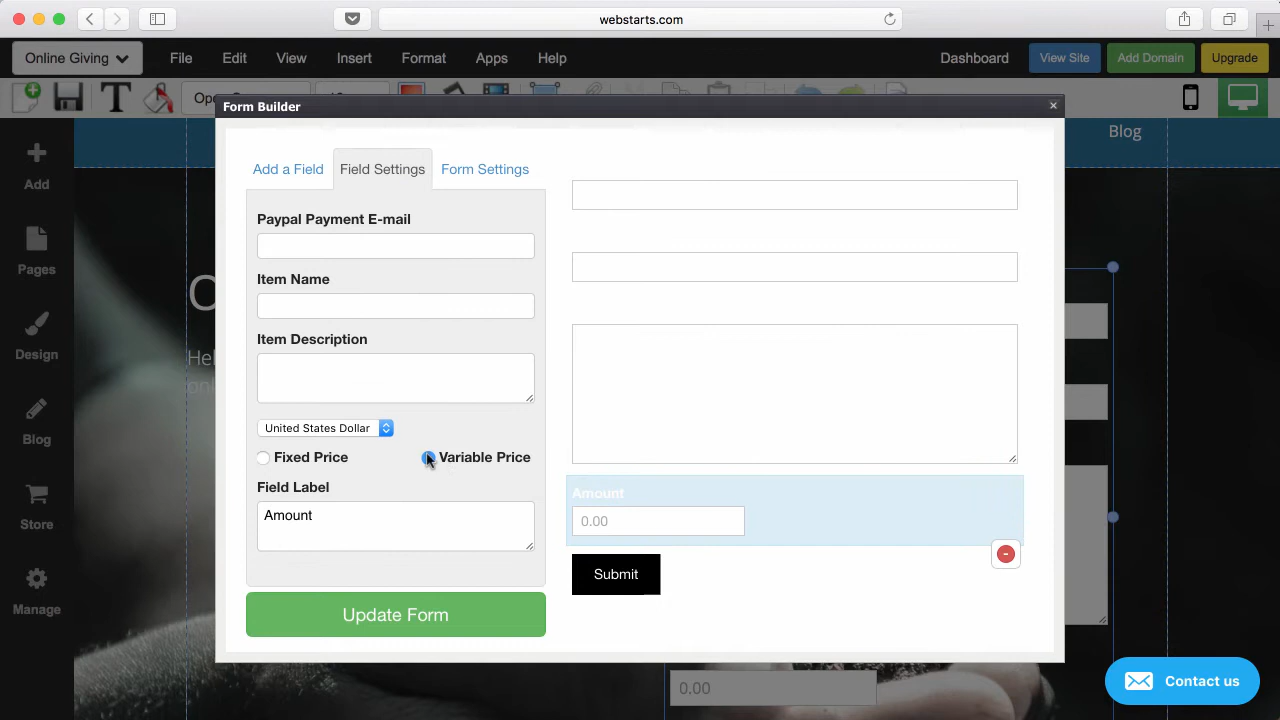 webstarts.com
Online Giving
File Edit View Insert Format Apps Help
Dashboard View Site Add Domain Upgrade
Form Builder
Blog
Add
Pages
Design
Blog
Store
Manage
Add a Field Field Settings Form Settings
Paypal Payment E-mail
Item Name
Item Description
United States Dollar
Fixed Price Variable Price
Field Label
Amount
Update Form
Amount
0.00
Submit
0.00
Contact us